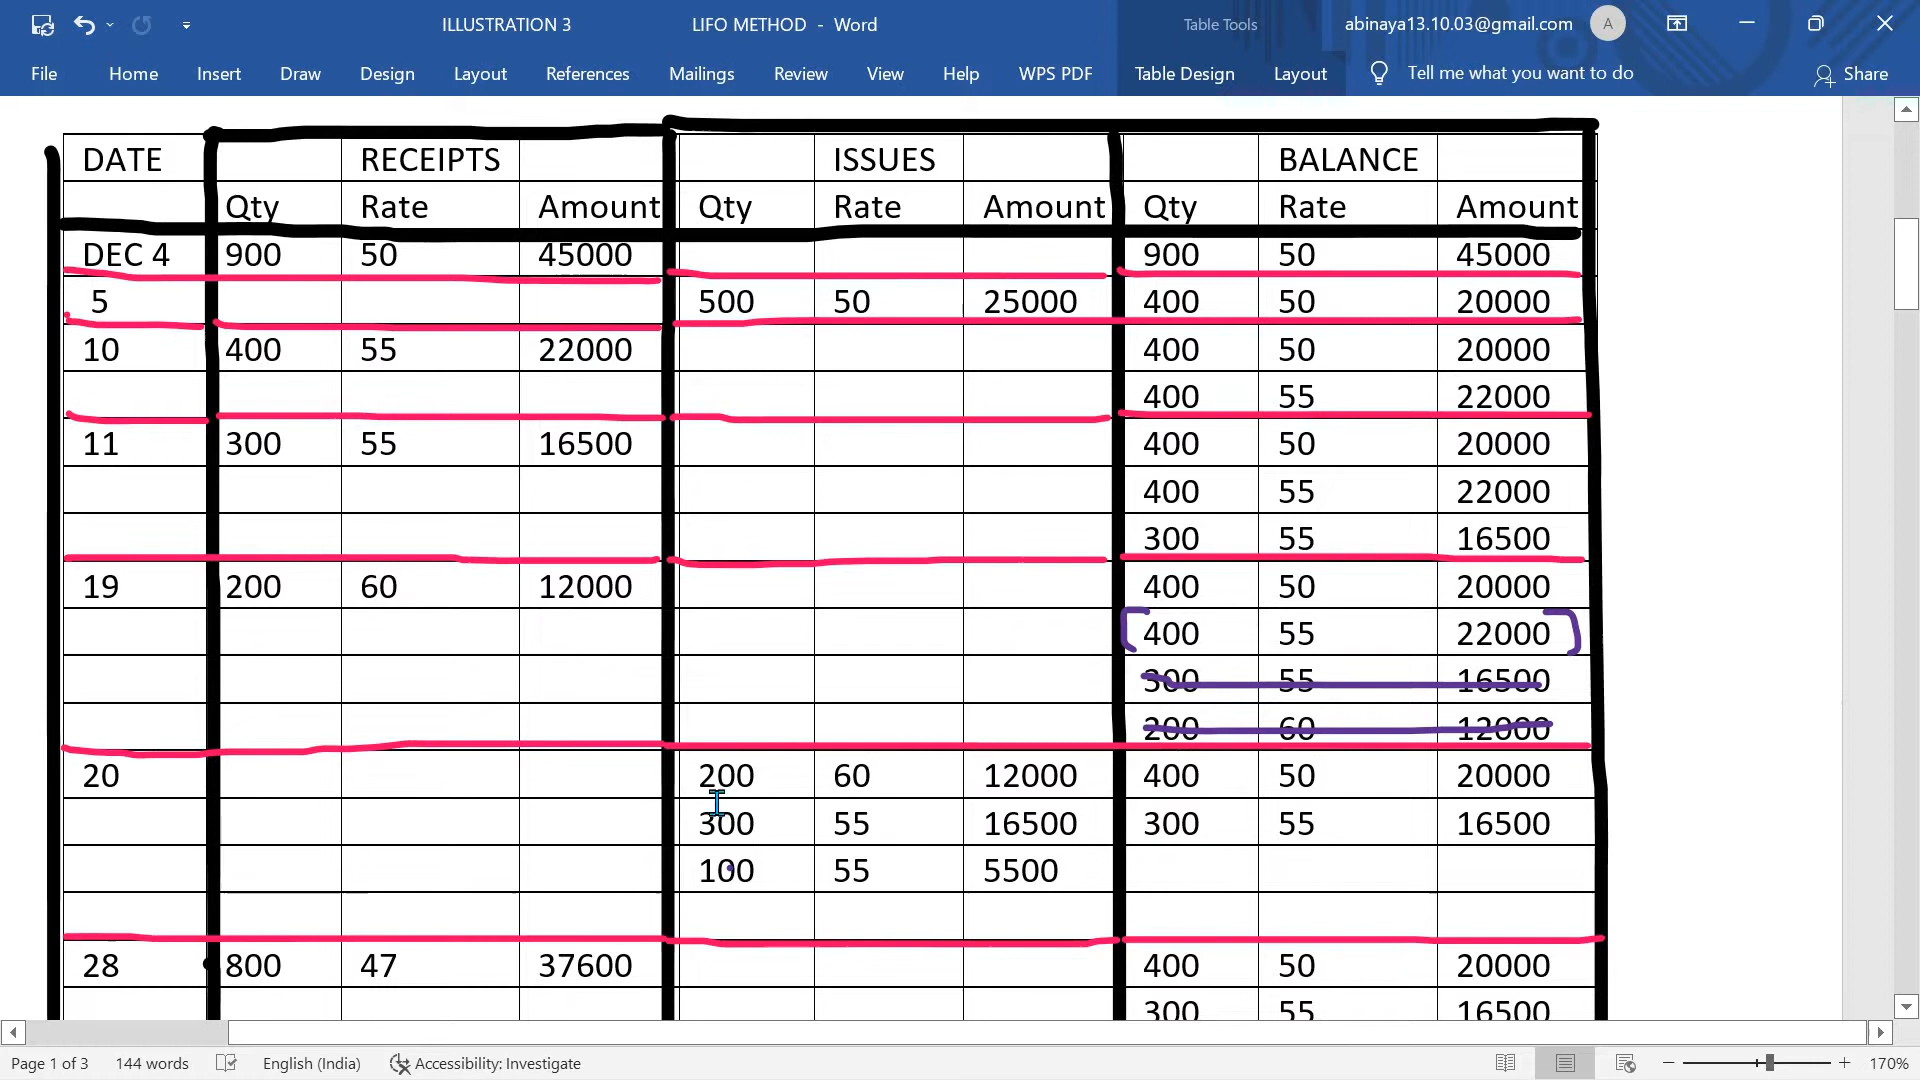 ILLUSTRATION 3 LIFO METHOD - Word Table Tools abinaya13.10.03@gmail.com A
File Home Insert Draw Design Layout References Mailings Review View Help WPS PDF Table Design Layout Tell me what you want to do Share
DATE RECEIPTS ISSUES BALANCE
Qty Rate Amount Qty Rate Amount Qty Rate Amount
DEC 4 900 50 45000 900 50 45000
5 500 50 25000 400 50 20000
10 400 55 22000 400 50 20000
400 55 22000
11 300 55 16500 400 50 20000
400 55 22000
300 55 16500
19 200 60 12000 400 50 20000
400 55 22000
300 55 16500
200 60 12000
20 200 60 12000 400 50 20000
300 55 16500 300 55 16500
100 55 5500
28 800 47 37600 400 50 20000
300 55 16500
Page 1 of 3 144 words English (India) Accessibility: Investigate 170%